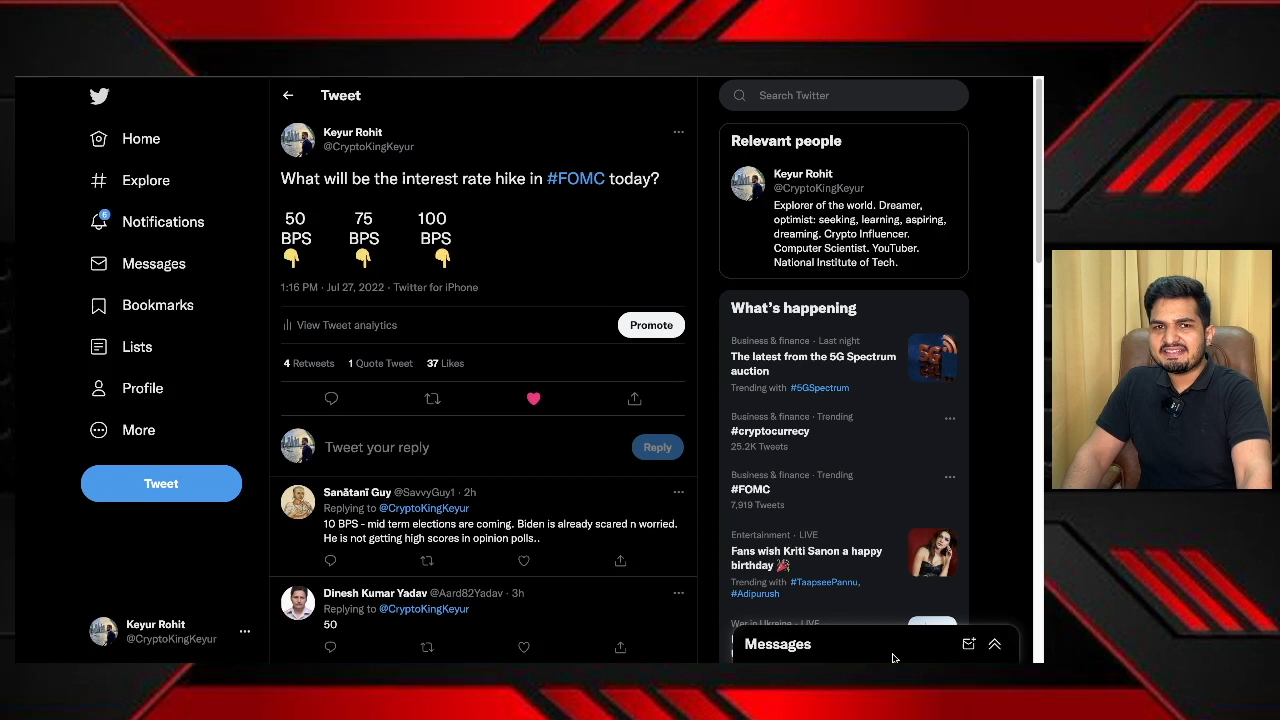 Home
Explore
6
Notifications
Messages
Bookmarks
Lists
Profile
More
Tweet
Keyur Rohit
@CryptoKingKeyur
Tweet
Keyur Rohit
@CryptoKingKeyur
What will be the interest rate hike in #FOMC today?
50 75 100
BPS BPS BPS
👇 👇 👇
1:16 PM · Jul 27, 2022 · Twitter for iPhone
View Tweet analytics
Promote
4 Retweets 1 Quote Tweet 37 Likes
Tweet your reply
Reply
Sanātanī Guy @SavvyGuy1 · 2h
Replying to @CryptoKingKeyur
10 BPS - mid term elections are coming. Biden is already scared n worried.
He is not getting high scores in opinion polls..
Dinesh Kumar Yadav @Aard82Yadav · 3h
Replying to @CryptoKingKeyur
50
Search Twitter
Relevant people
Keyur Rohit
@CryptoKingKeyur
Explorer of the world. Dreamer,
optimist: seeking, learning, aspiring,
dreaming. Crypto Influencer.
Computer Scientist. YouTuber.
National Institute of Tech.
What's happening
Business & finance · Last night
The latest from the 5G Spectrum
auction
Trending with #5GSpectrum
5G
Business & finance · Trending
#cryptocurrecy
25.2K Tweets
Business & finance · Trending
#FOMC
7,919 Tweets
Entertainment · LIVE
Fans wish Kriti Sanon a happy
birthday 🎉
Trending with #TaapseePannu,
#Adipurush
War in Ukraine · LIVE
Messages